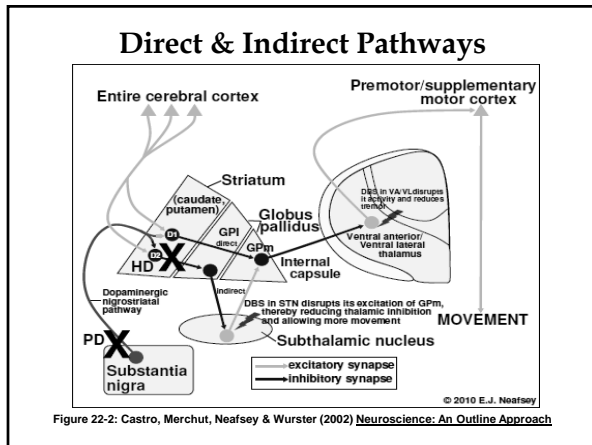 Direct & Indirect Pathways
Entire cerebral cortex
Premotor/supplementary
motor cortex
Striatum
(caudate,
putamen)
Globus
pallidus
GPl
direct
GPm
D1
D2
HD
X
Internal
capsule
DBS in VA/VL disrupts
it activity and reduces
tremor
Ventral anterior/
Ventral lateral
thalamus
Dopaminergic
nigrostriatal
pathway
indirect
DBS in STN disrupts its excitation of GPm,
thereby reducing thalamic inhibition
and allowing more movement
MOVEMENT
PD
X
Subthalamic nucleus
Substantia
nigra
excitatory synapse
inhibitory synapse
© 2010 E.J. Neafsey
Figure 22-2: Castro, Merchut, Neafsey & Wurster (2002) Neuroscience: An Outline Approach